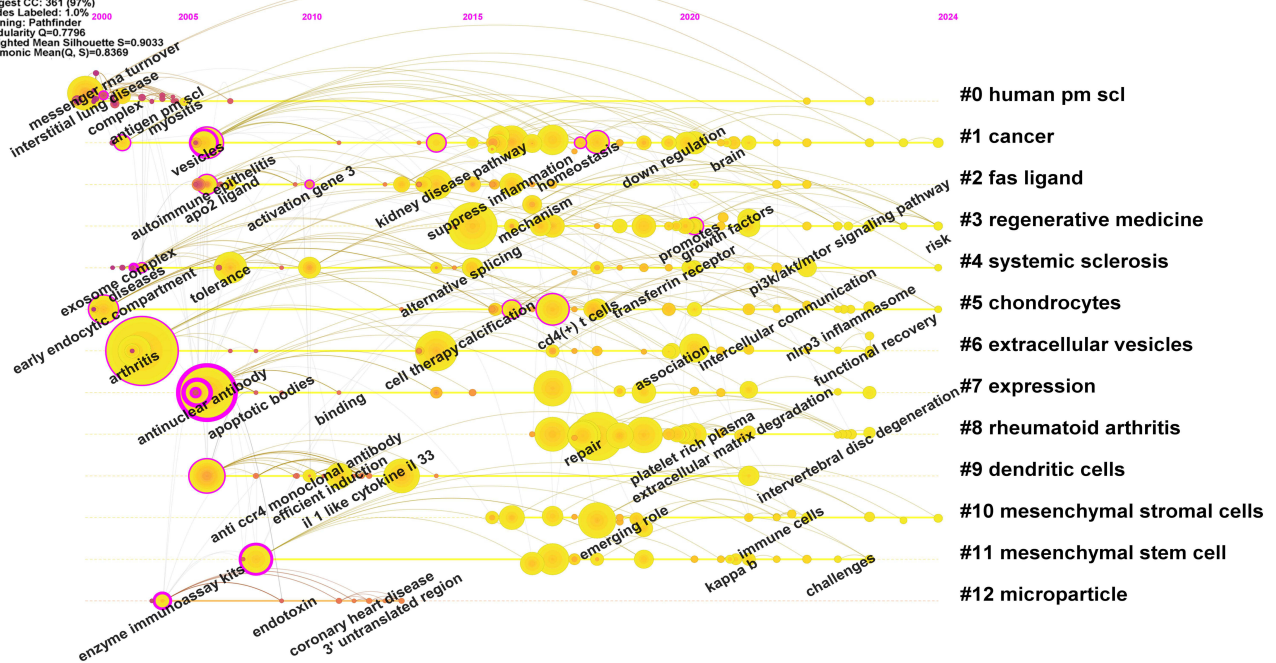 gest CC: 361 (97%)
des Labeled: 1.0%
ning: Pathfinder
dularity Q=0.7796
ghted Mean Silhouette S=0.9033
monic Mean(Q, S)=0.8369
2000 2005 2010 2015 2020 2024
messenger rna turnover
interstitial lung disease
complex
antigen pm scl
myositis
#0 human pm scl
vesicles
kidney disease pathway
suppress inflammation
homeostasis
down regulation
brain
#1 cancer
autoimmune epithelitis
apo2 ligand
activation gene 3
mechanism
#2 fas ligand
promotes
growth factors
#3 regenerative medicine
risk
exosome complex
diseases
early endocytic compartment
tolerance
alternative splicing
transferrin receptor
pi3k/akt/mtor signaling pathway
#4 systemic sclerosis
calcification
cd4(+) t cells
intercellular communication
nlrp3 inflammasome
#5 chondrocytes
arthritis
cell therapy
association
functional recovery
#6 extracellular vesicles
antinuclear antibody
apoptotic bodies
binding
#7 expression
repair
platelet rich plasma
extracellular matrix degradation
intervertebral disc degeneration
#8 rheumatoid arthritis
anti ccr4 monoclonal antibody
efficient induction
il 1 like cytokine il 33
#9 dendritic cells
emerging role
immune cells
#10 mesenchymal stromal cells
kappa b
challenges
#11 mesenchymal stem cell
enzyme immunoassay kits
endotoxin
coronary heart disease
3' untranslated region
#12 microparticle